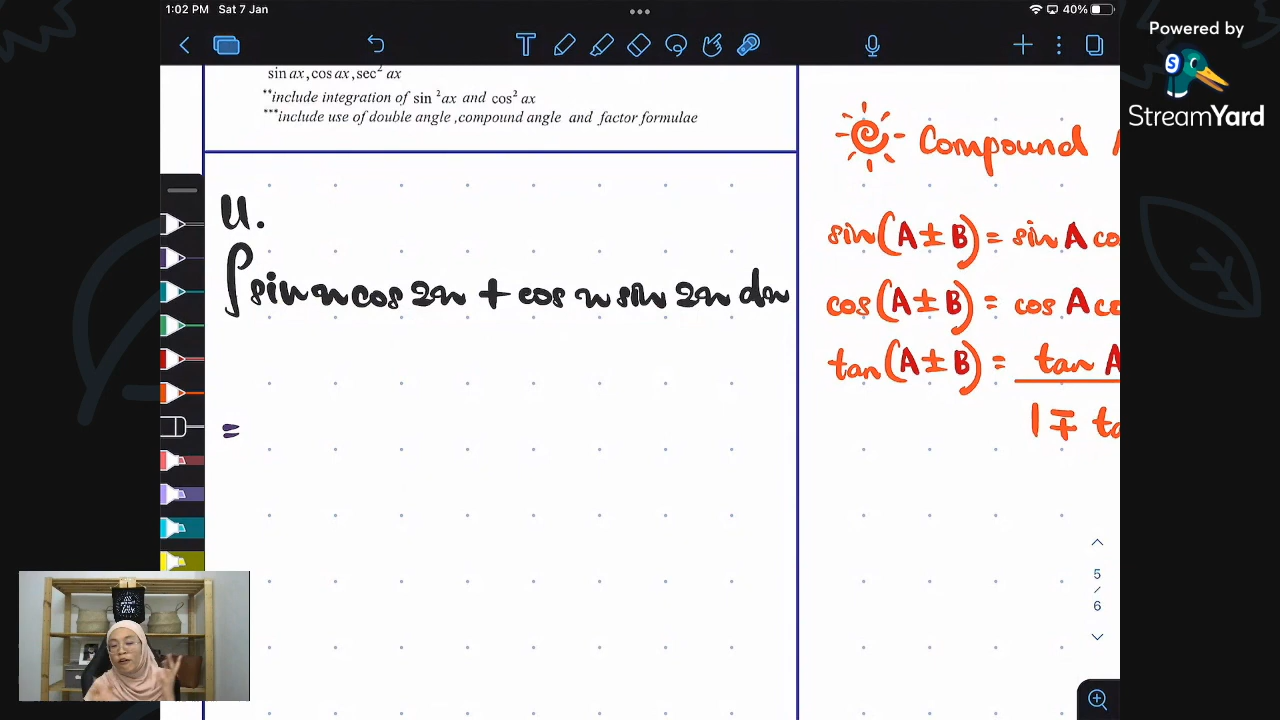 1:02 PM Sat 7 Jan
40%
Powered by
StreamYard
sin ax, cos ax, sec² ax
**include integration of sin ²ax and cos² ax
***include use of double angle ,compound angle and factor formulae
U.
∫ sin x cos 2x + cos x sin 2x dx
=
Compound A
sin(A ± B) = sin A co
cos(A ± B) = cos A co
tan(A ± B) = tan A
1 ∓ ta
5
/
6